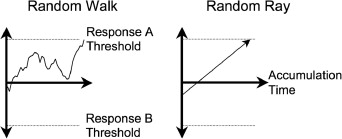 Random Walk
Random Ray
Response A
Threshold
Accumulation
Time
Response B
Threshold